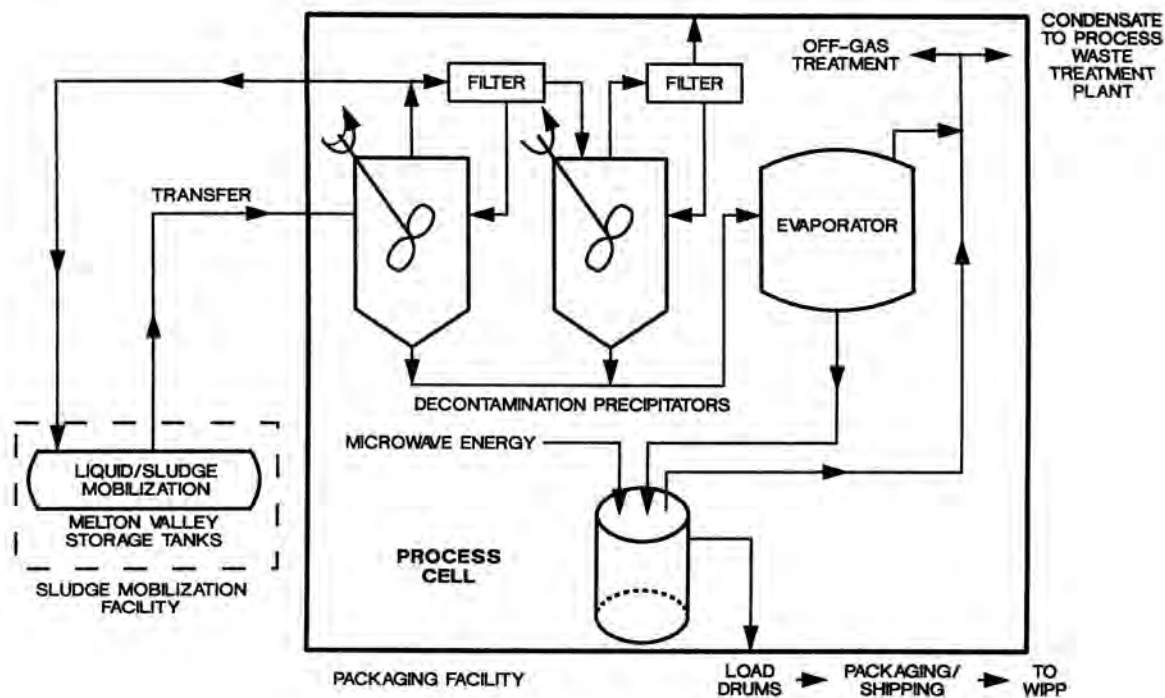 CONDENSATE
TO PROCESS
WASTE
TREATMENT
PLANT
OFF-GAS
TREATMENT
FILTER
FILTER
TRANSFER
EVAPORATOR
DECONTAMINATION PRECIPITATORS
MICROWAVE ENERGY
LIQUID/SLUDGE
MOBILIZATION
MELTON VALLEY
STORAGE TANKS
PROCESS
CELL
SLUDGE MOBILIZATION
FACILITY
PACKAGING FACILITY
LOAD
DRUMS
PACKAGING/
SHIPPING
TO
WIPP